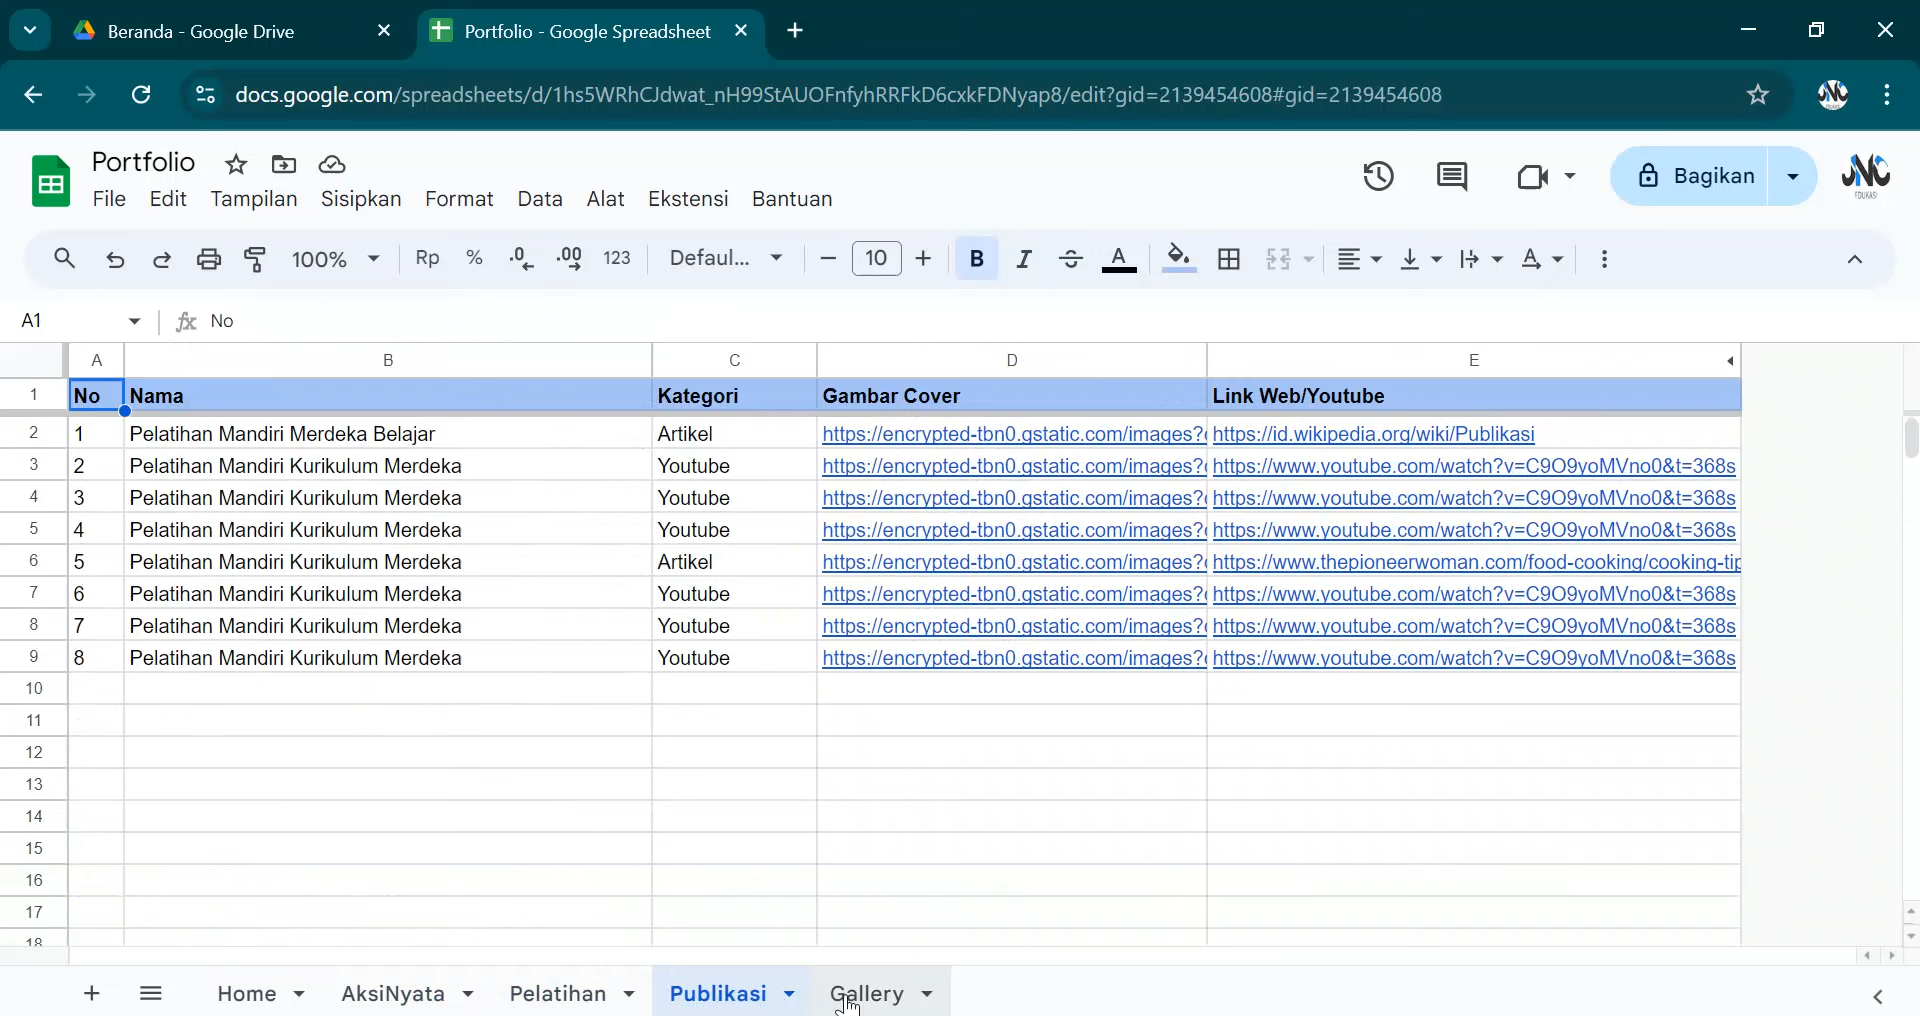 Beranda - Google Drive
Portfolio - Google Spreadsheet
docs.google.com/spreadsheets/d/1hs5WRhCJdwat_nH99StAUOFnfyhRRFkD6cxkFDNyap8/edit?gid=2139454608#gid=2139454608
Portfolio
File Edit Tampilan Sisipkan Format Data Alat Ekstensi Bantuan
Bagikan
JNC
EDUKASI
100% Rp % .0 .00 123 Defaul... 10 B I A A
A1 fx No
A B C D E
1 No Nama Kategori Gambar Cover Link Web/Youtube
2 1 Pelatihan Mandiri Merdeka Belajar Artikel https://encrypted-tbn0.gstatic.com/images? https://id.wikipedia.org/wiki/Publikasi
3 2 Pelatihan Mandiri Kurikulum Merdeka Youtube https://encrypted-tbn0.gstatic.com/images? https://www.youtube.com/watch?v=C9O9yoMVno0&t=368s
4 3 Pelatihan Mandiri Kurikulum Merdeka Youtube https://encrypted-tbn0.gstatic.com/images? https://www.youtube.com/watch?v=C9O9yoMVno0&t=368s
5 4 Pelatihan Mandiri Kurikulum Merdeka Youtube https://encrypted-tbn0.gstatic.com/images? https://www.youtube.com/watch?v=C9O9yoMVno0&t=368s
6 5 Pelatihan Mandiri Kurikulum Merdeka Artikel https://encrypted-tbn0.gstatic.com/images? https://www.thepioneerwoman.com/food-cooking/cooking-tip
7 6 Pelatihan Mandiri Kurikulum Merdeka Youtube https://encrypted-tbn0.gstatic.com/images? https://www.youtube.com/watch?v=C9O9yoMVno0&t=368s
8 7 Pelatihan Mandiri Kurikulum Merdeka Youtube https://encrypted-tbn0.gstatic.com/images? https://www.youtube.com/watch?v=C9O9yoMVno0&t=368s
9 8 Pelatihan Mandiri Kurikulum Merdeka Youtube https://encrypted-tbn0.gstatic.com/images? https://www.youtube.com/watch?v=C9O9yoMVno0&t=368s
10
11
12
13
14
15
16
17
18
Home AksiNyata Pelatihan Publikasi Gallery